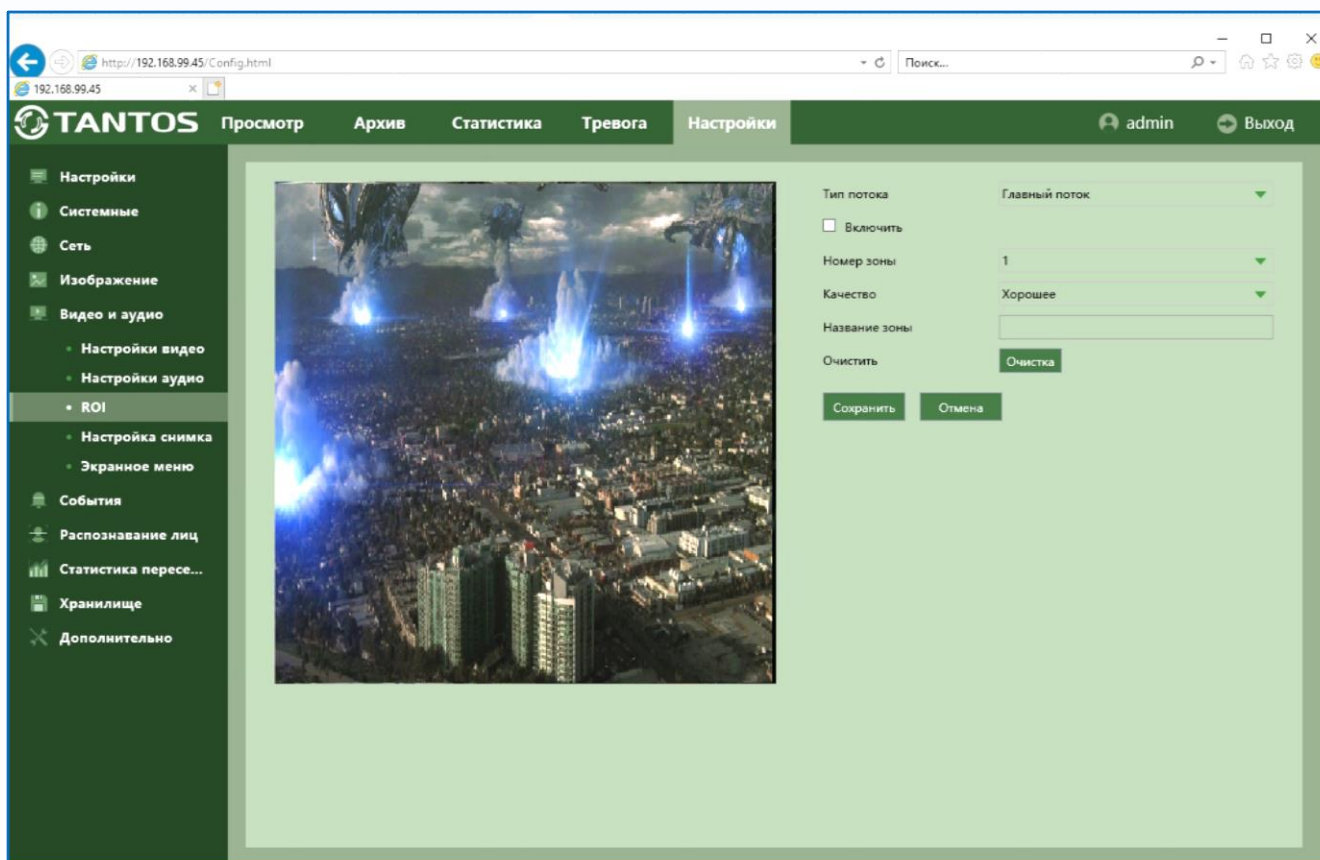 http://192.168.99.45/Config.html
Поиск...
192.168.99.45
TANTOS
Просмотр
Архив
Статистика
Тревога
Настройки
admin
Выход
Настройки
Системные
Сеть
Изображение
Видео и аудио
Настройки видео
Настройки аудио
ROI
Настройка снимка
Экранное меню
События
Распознавание лиц
Статистика пересе...
Хранилище
Дополнительно
Тип потока
Главный поток
Включить
Номер зоны
1
Качество
Хорошее
Название зоны
Очистить
Очистка
Сохранить
Отмена